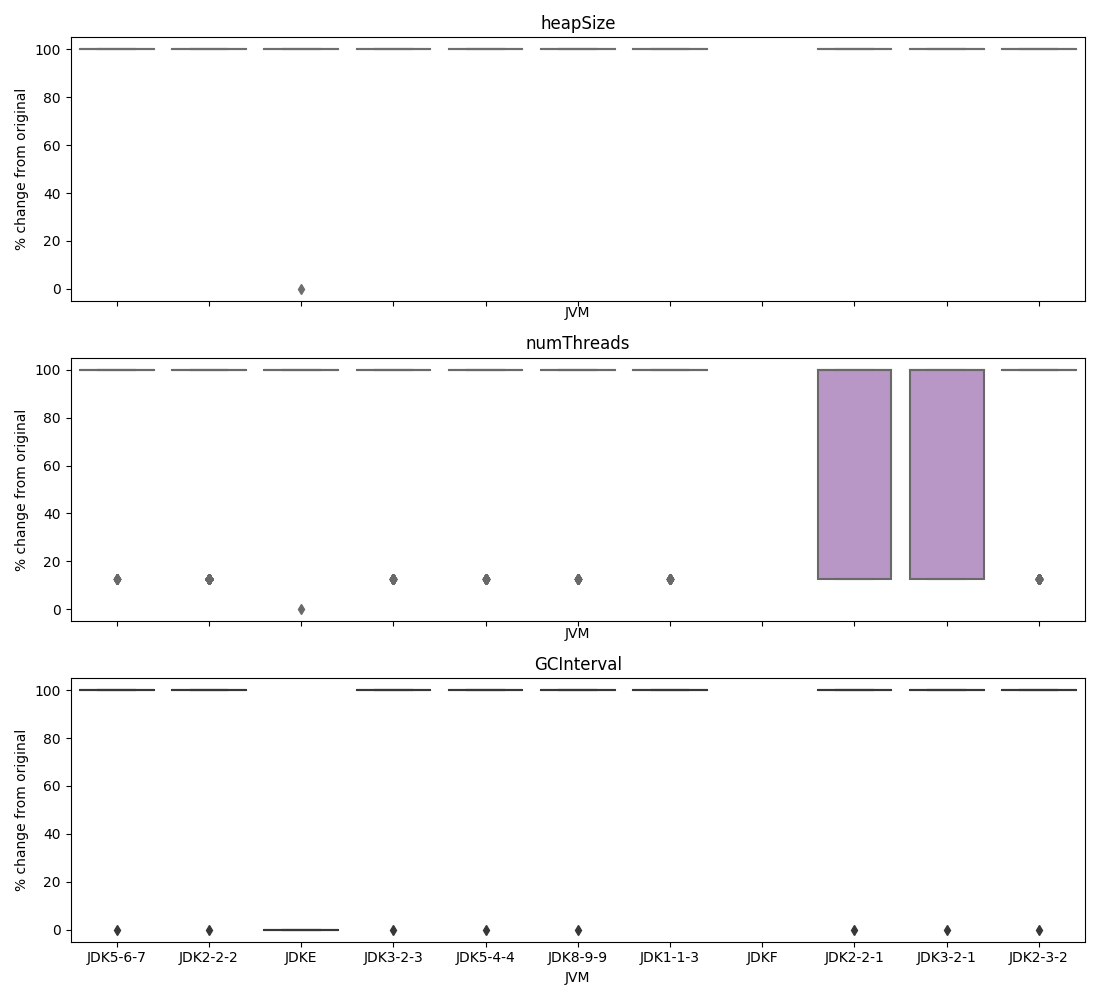 heapSize
% change from original
100
80
60
40
20
0
JVM
numThreads
% change from original
100
80
60
40
20
0
JVM
GCInterval
% change from original
100
80
60
40
20
0
JDK5-6-7 JDK2-2-2 JDKE JDK3-2-3 JDK5-4-4 JDK8-9-9 JDK1-1-3 JDKF JDK2-2-1 JDK3-2-1 JDK2-3-2
JVM